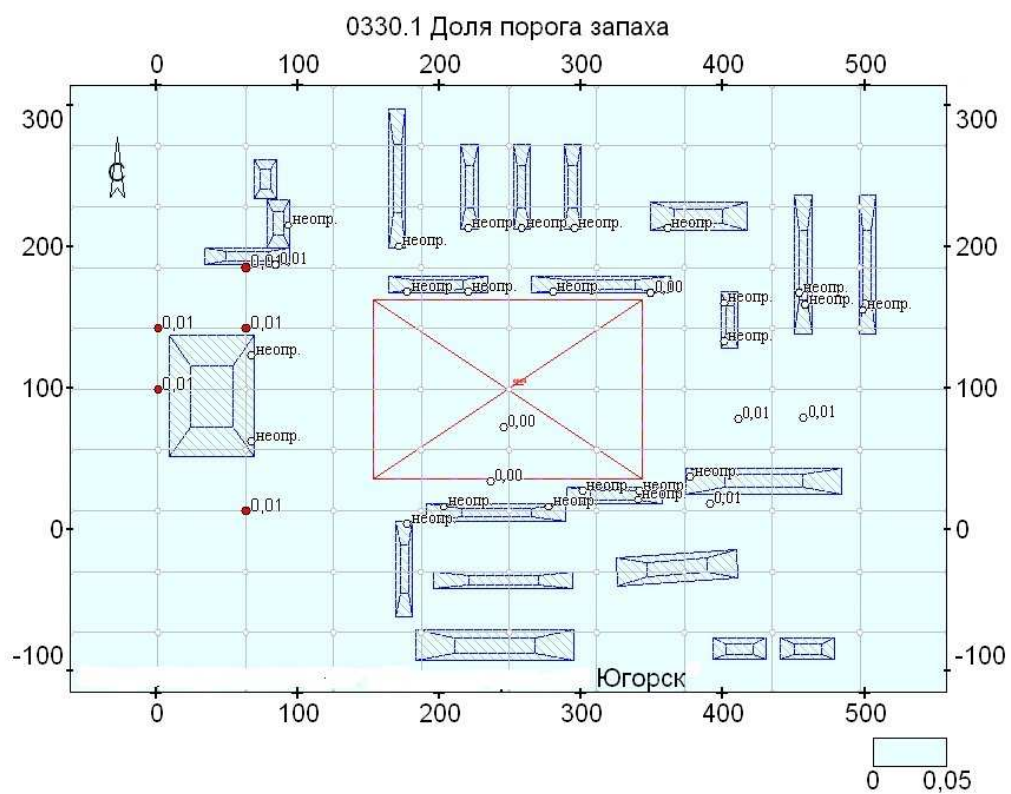 0330.1 Доля порога запаха
0 100 200 300 400 500
300 300
С
неопр.
неопр. неопр. неопр. неопр. неопр.
200 200
неопр.
0,01 0,01
неопр. неопр. неопр. 0,00 неопр.
неопр. неопр.
0,01 0,01
неопр.
неопр.
100 100
0,01
0,01 0,01
0,00
неопр.
0,00 неопр.
неопр. неопр.
неопр. неопр. неопр. 0,01
0,01
неопр.
0 0
-100 -100
Югорск
0 100 200 300 400 500
0 0,05